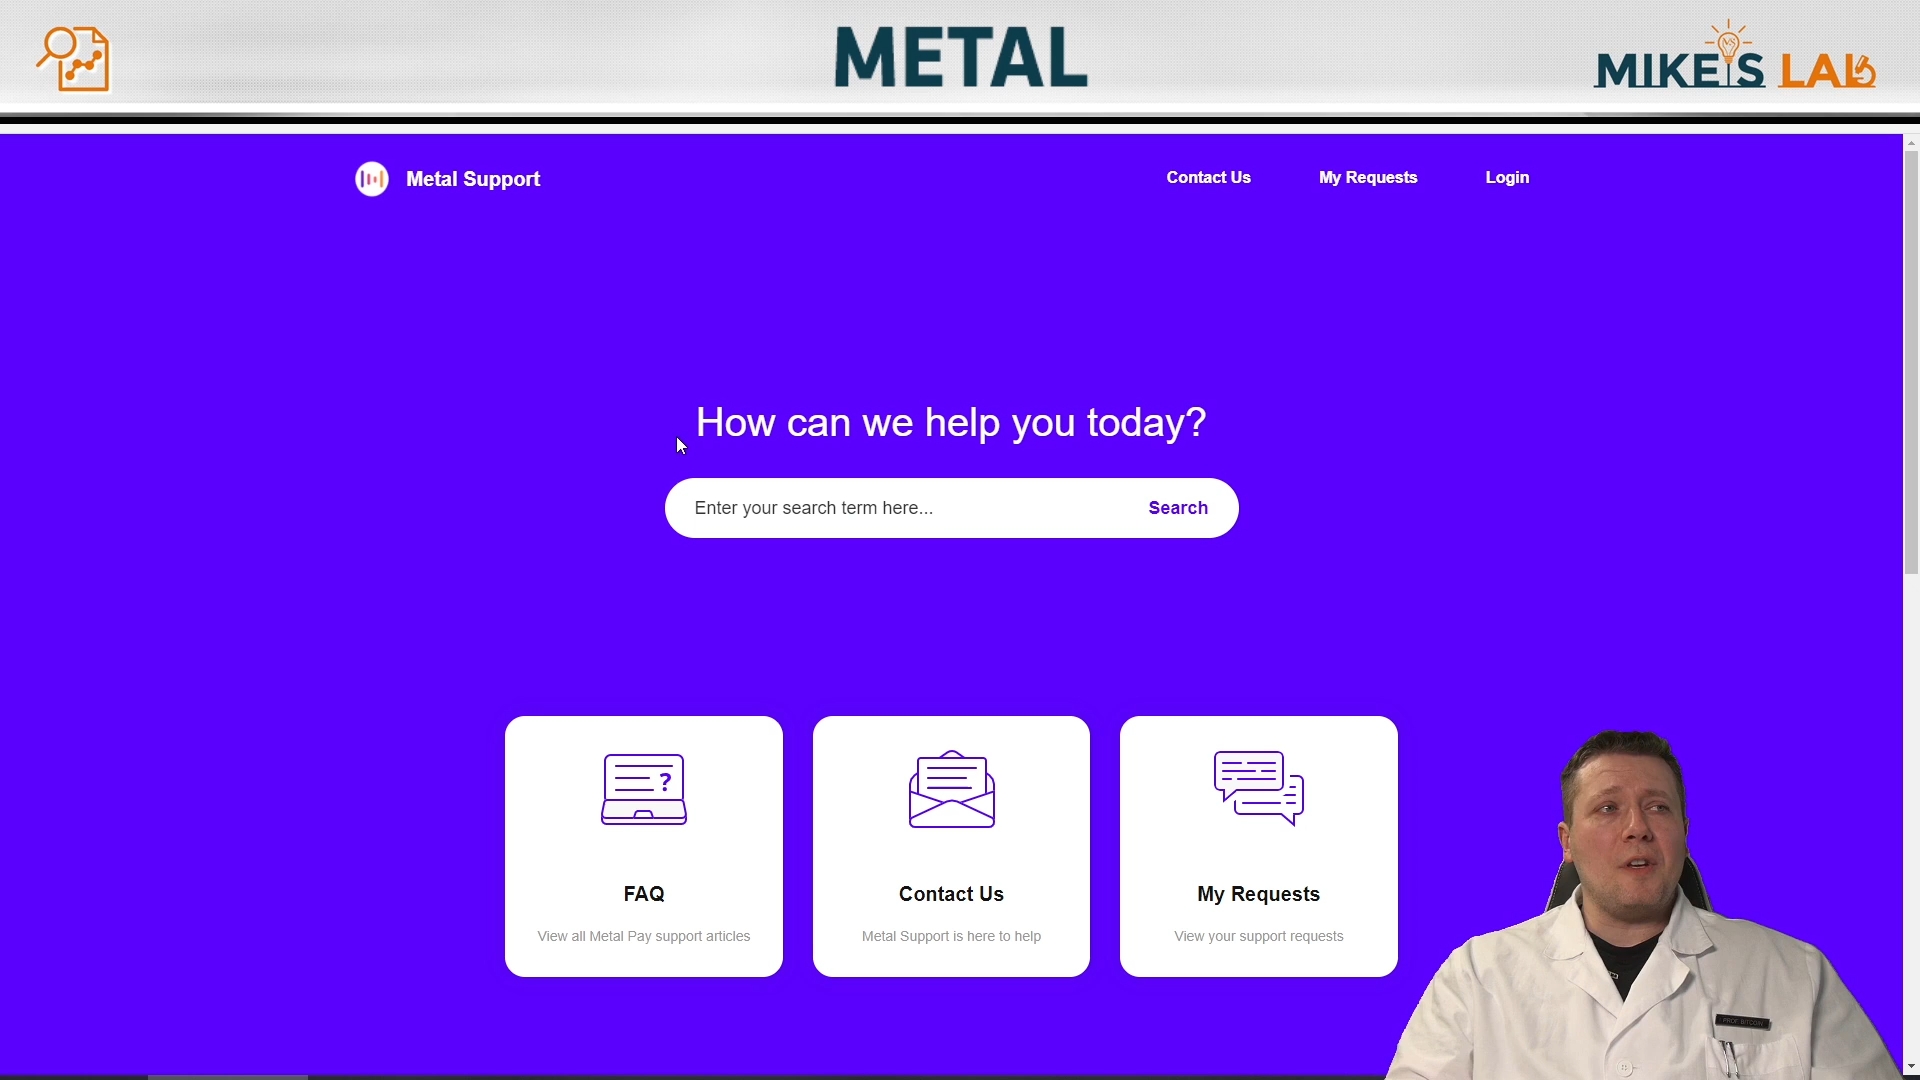 METAL
MIKE'S LAB
Metal Support
Contact Us
My Requests
Login
How can we help you today?
Enter your search term here...
Search
?
FAQ
View all Metal Pay support articles
Contact Us
Metal Support is here to help
My Requests
View your support requests
PROF. BITCOIN